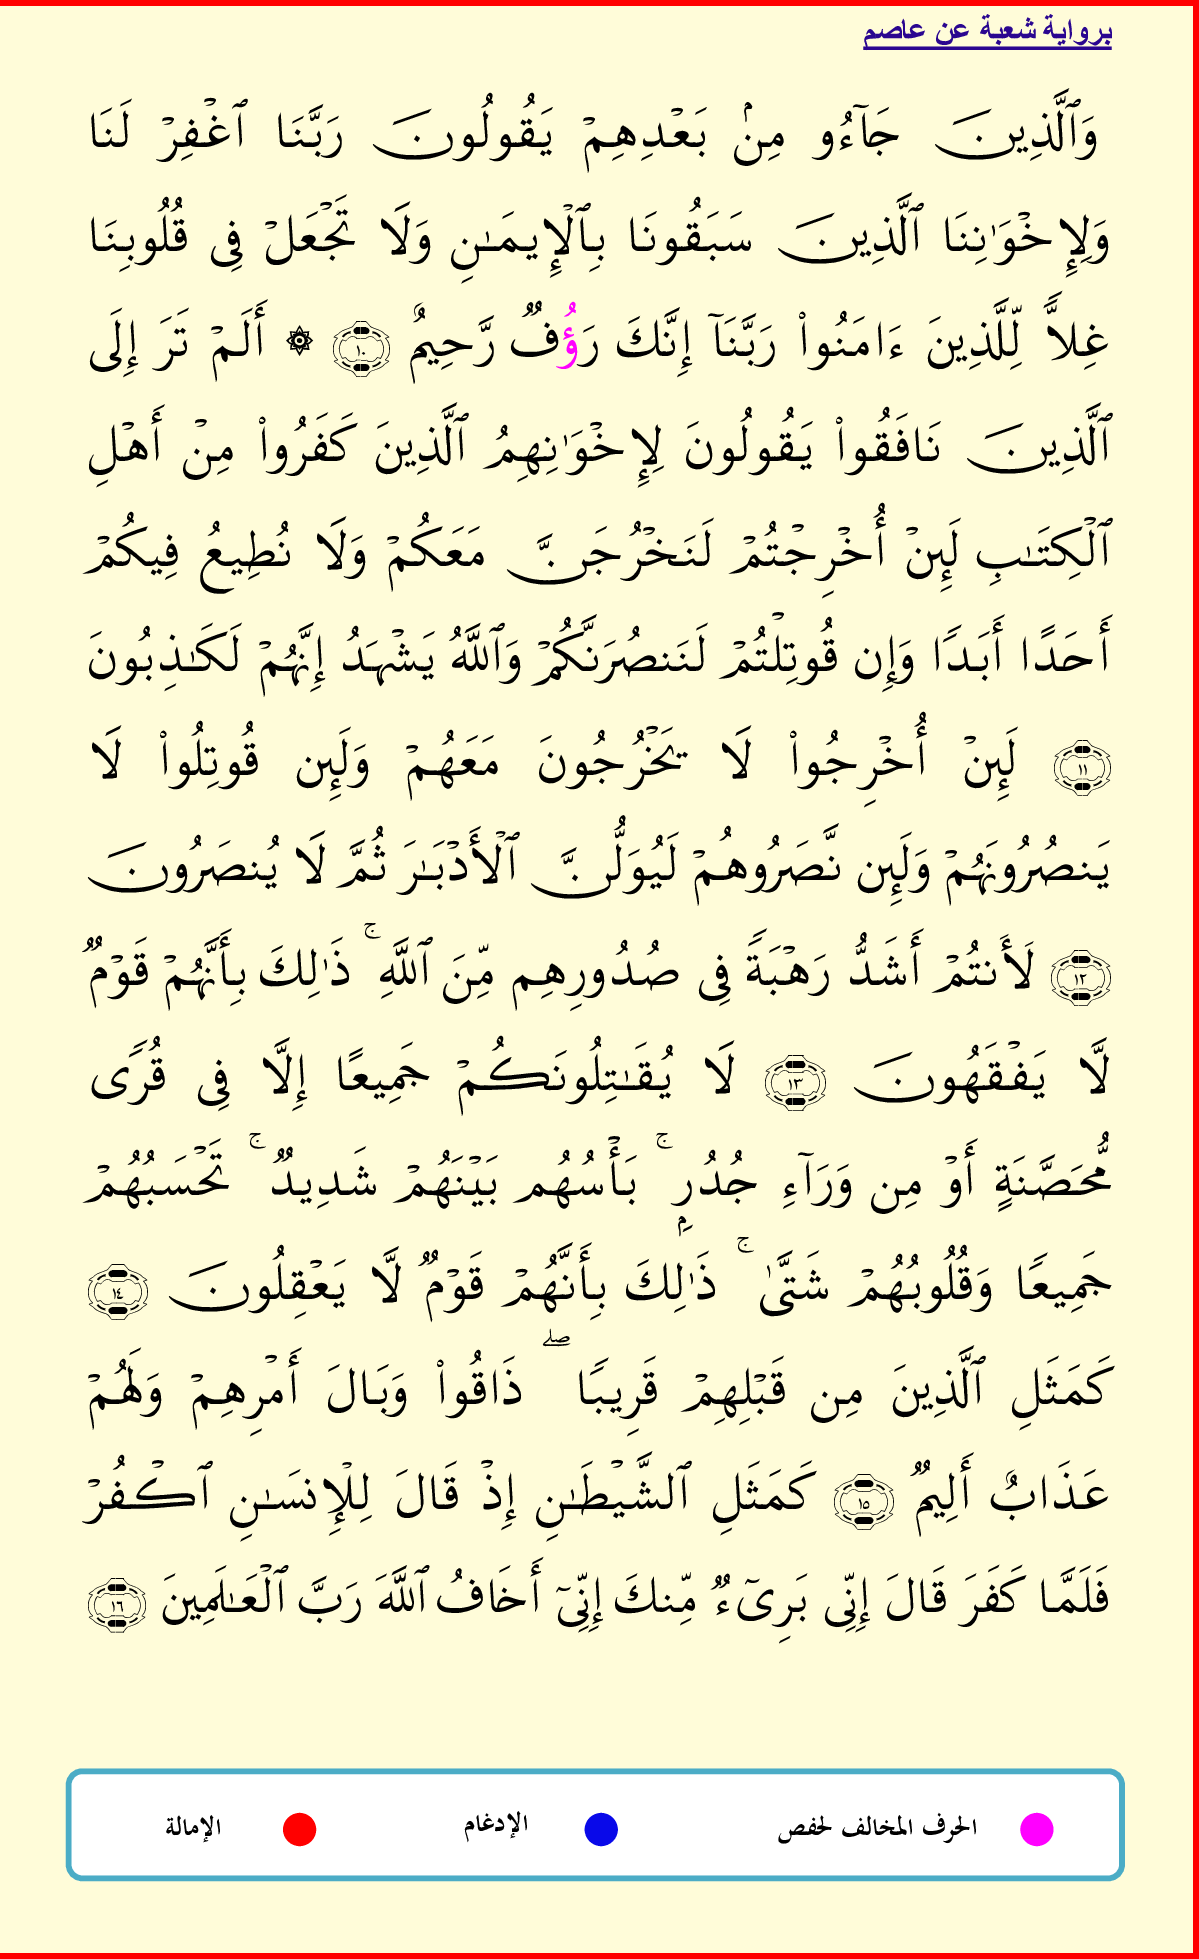 برواية شعبة عن عاصم
وَٱلَّذِينَ جَآءُو مِنۢ بَعۡدِهِمۡ يَقُولُونَ رَبَّنَا ٱغۡفِرۡ لَنَا
وَلِإِخۡوَٰنِنَا ٱلَّذِينَ سَبَقُونَا بِٱلۡإِيمَـٰنِ وَلَا تَجۡعَلۡ فِى قُلُوبِنَا
غِلاًّ لِّلَّذِينَ ءَامَنُوا۟ رَبَّنَآ إِنَّكَ رَؤُفٌ رَّحِيمٌ ١٠ ۞ أَلَمۡ تَرَ إِلَى
ٱلَّذِينَ نَافَقُوا۟ يَقُولُونَ لِإِخۡوَٰنِهِمُ ٱلَّذِينَ كَفَرُوا۟ مِنۡ أَهۡلِ
ٱلۡكِتَـٰبِ لَئِنۡ أُخۡرِجۡتُمۡ لَنَخۡرُجَنَّ مَعَكُمۡ وَلَا نُطِيعُ فِيكُمۡ
أَحَدًا أَبَدًا وَإِن قُوتِلۡتُمۡ لَنَنصُرَنَّكُمۡ وَٱللَّهُ يَشۡهَدُ إِنَّهُمۡ لَكَـٰذِبُونَ
١١ لَئِنۡ أُخۡرِجُوا۟ لَا يَخۡرُجُونَ مَعَهُمۡ وَلَئِن قُوتِلُوا۟ لَا
يَنصُرُونَهُمۡ وَلَئِن نَّصَرُوهُمۡ لَيُوَلُّنَّ ٱلۡأَدۡبَـٰرَ ثُمَّ لَا يُنصَرُونَ
١٢ لَأَنتُمۡ أَشَدُّ رَهۡبَةً فِى صُدُورِهِم مِّنَ ٱللَّهِ ۚ ذَٰلِكَ بِأَنَّهُمۡ قَوۡمٌ
لَّا يَفۡقَهُونَ ١٣ لَا يُقَـٰتِلُونَكُمۡ جَمِيعًا إِلَّا فِى قُرًى
مُّحَصَّنَةٍ أَوۡ مِن وَرَآءِ جُدُرٍۭ ۚ بَأۡسُهُم بَيۡنَهُمۡ شَدِيدٌ ۚ تَحۡسَبُهُمۡ
جَمِيعًا وَقُلُوبُهُمۡ شَتَّىٰ ۚ ذَٰلِكَ بِأَنَّهُمۡ قَوۡمٌ لَّا يَعۡقِلُونَ ١٤
كَمَثَلِ ٱلَّذِينَ مِن قَبۡلِهِمۡ قَرِيبًا ۖ ذَاقُوا۟ وَبَالَ أَمۡرِهِمۡ وَلَهُمۡ
عَذَابٌ أَلِيمٌ ١٥ كَمَثَلِ ٱلشَّيۡطَـٰنِ إِذۡ قَالَ لِلۡإِنسَـٰنِ ٱكۡفُرۡ
فَلَمَّا كَفَرَ قَالَ إِنِّى بَرِىٓءٌ مِّنكَ إِنِّىٓ أَخَافُ ٱللَّهَ رَبَّ ٱلۡعَـٰلَمِينَ ١٦
الحرف المخالف لحفص الإدغام الإمالة